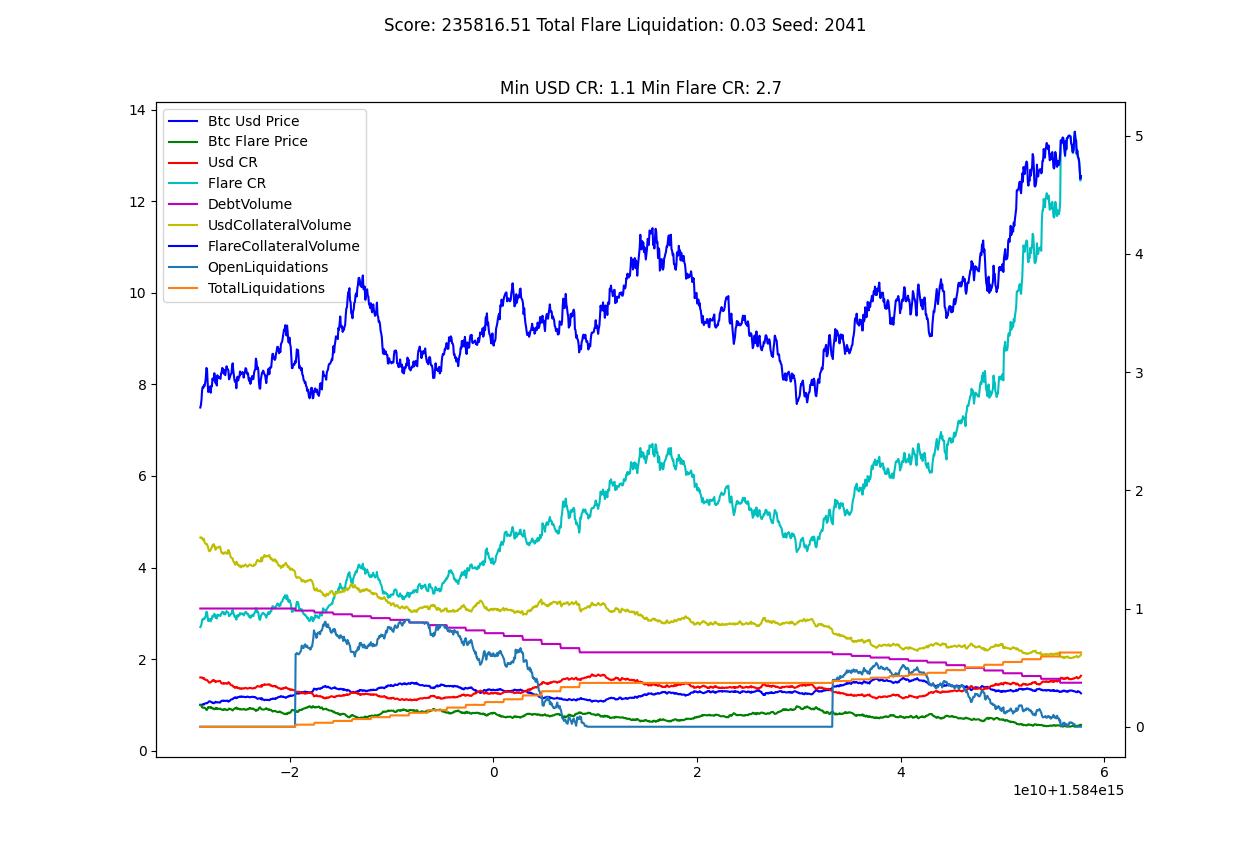 Score: 235816.51 Total Flare Liquidation: 0.03 Seed: 2041
Min USD CR: 1.1 Min Flare CR: 2.7
Btc Usd Price
Btc Flare Price
Usd CR
Flare CR
DebtVolume
UsdCollateralVolume
FlareCollateralVolume
OpenLiquidations
TotalLiquidations
14
12
10
8
6
4
2
0
5
4
3
2
1
0
−2
0
2
4
6
1e10+1.584e15